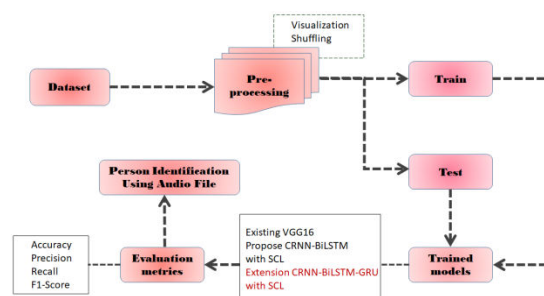 Visualization
Shuffling
Dataset
Pre-
processing
Train
Person Identification
Using Audio File
Test
Existing VGG16
Propose CRNN-BiLSTM
with SCL
Extension CRNN-BiLSTM-GRU
with SCL
Accuracy
Precision
Recall
F1-Score
Evaluation
metrics
Trained
models